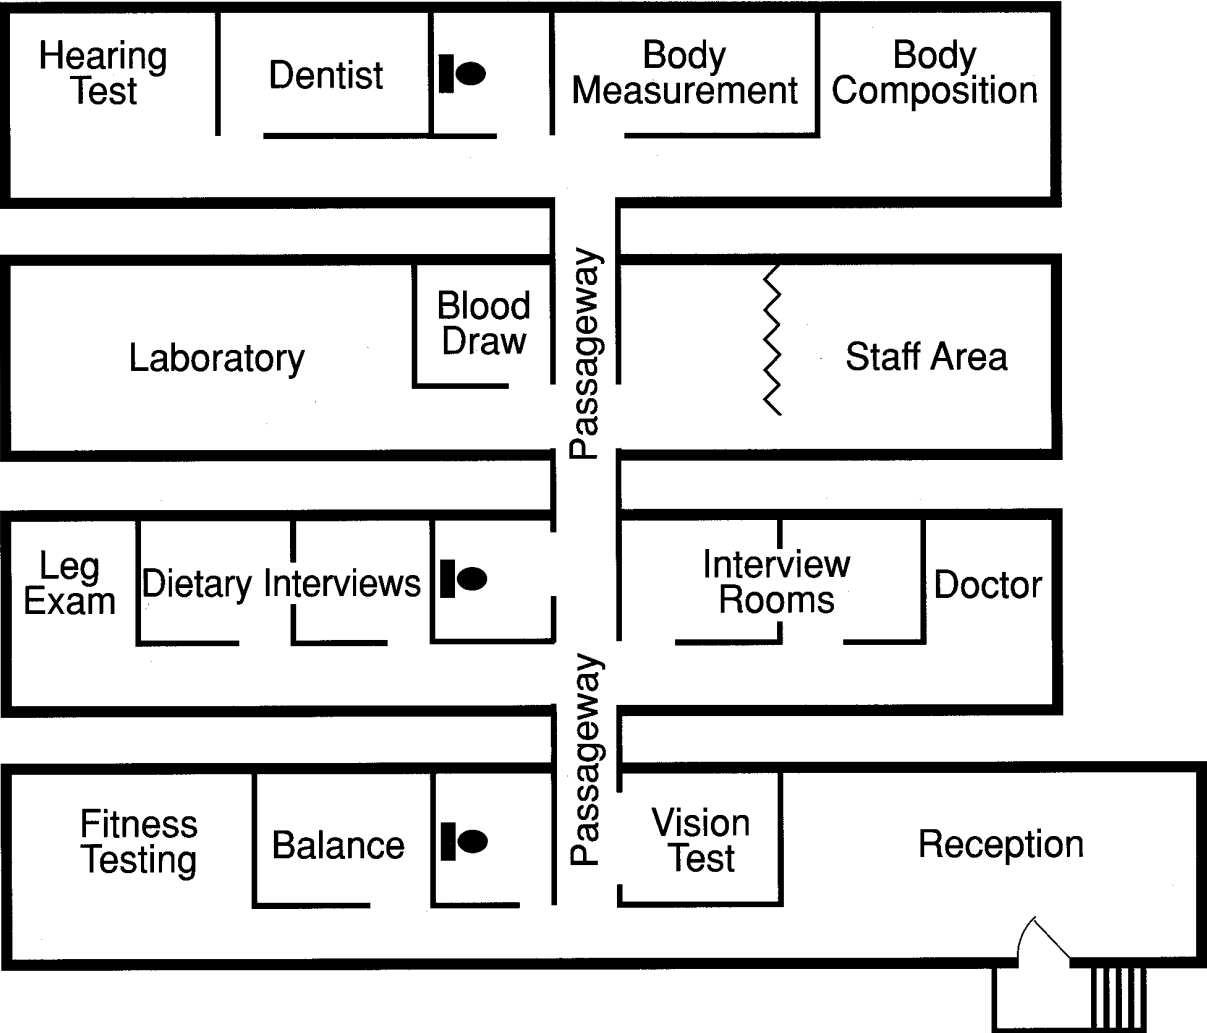 Hearing
Test
Dentist
Body
Measurement
Body
Composition
Passageway
Laboratory
Blood
Draw
Staff Area
Leg
Exam
Dietary Interviews
Interview
Rooms
Doctor
Passageway
Fitness
Testing
Balance
Vision
Test
Reception